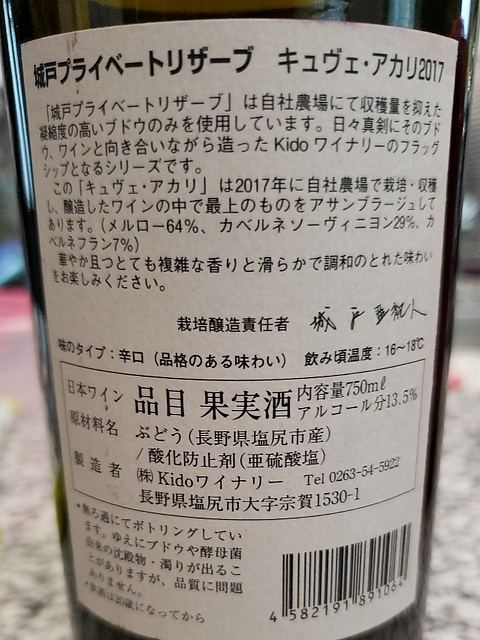 城戸プライベートリザーブ キュヴェ・アカリ2017
「城戸プライベートリザーブ」は自社農場にて収穫量を抑えた
凝縮度の高いブドウのみを使用しています。日々真剣にそのブド
ウ、ワインと向き合いながら造ったKidoワイナリーのフラッグ
シップとなるシリーズです。
この「キュヴェ・アカリ」は2017年に自社農場で栽培・収穫
し、醸造したワインの中で最上のものをアサンブラージュして
あります。(メルロー64%、カベルネソーヴィニヨン29%、カ
ベルネフラン7%)
華やか且つとても複雑な香りと滑らかで調和のとれた味わい
をお楽しみください。
栽培醸造責任者 城戸亜紀人
味のタイプ:辛口(品格のある味わい) 飲み頃温度:16~18℃
日本ワイン 品目 果実酒 内容量750mℓ
アルコール分13.5%
原材料名 ぶどう(長野県塩尻市産)
/酸化防止剤(亜硫酸塩)
製造者 ㈱Kidoワイナリー Tel 0263-54-5922
長野県塩尻市大字宗賀1530-1
*無ろ過にてボトリングしてい
ます。ゆえにブドウや酵母菌
由来の沈殿物・濁りが出るこ
とがありますが、品質に問題
ありません。
*飲酒は20歳になってから
4 582191 891064